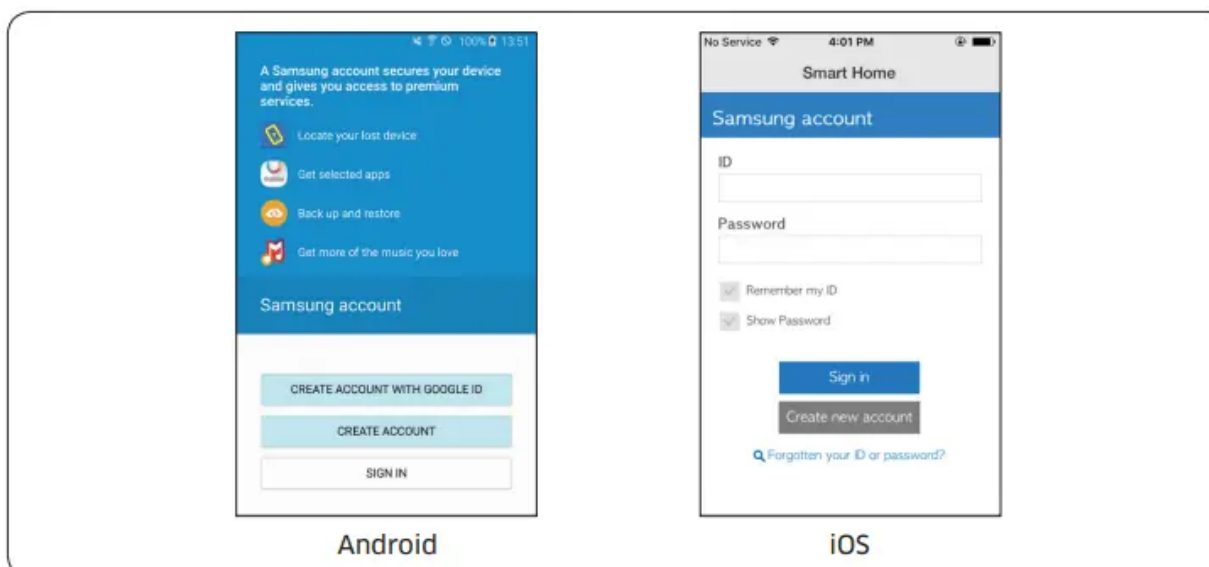 100% 13:51
A Samsung account secures your device
and gives you access to premium
services.
Locate your lost device
Get selected apps
Back up and restore
Get more of the music you love
Samsung account
CREATE ACCOUNT WITH GOOGLE ID
CREATE ACCOUNT
SIGN IN
Android
No Service 4:01 PM
Smart Home
Samsung account
ID
Password
Remember my ID
Show Password
Sign in
Create new account
Forgotten your ID or password?
iOS